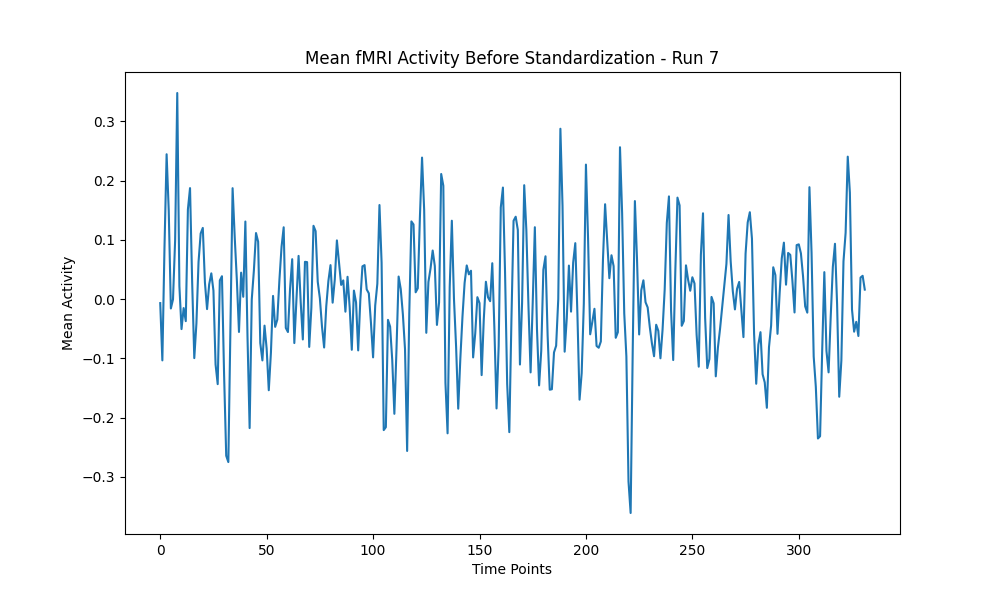 Mean fMRI Activity Before Standardization - Run 7
Mean Activity
0.3
0.2
0.1
0.0
−0.1
−0.2
−0.3
0 50 100 150 200 250 300
Time Points